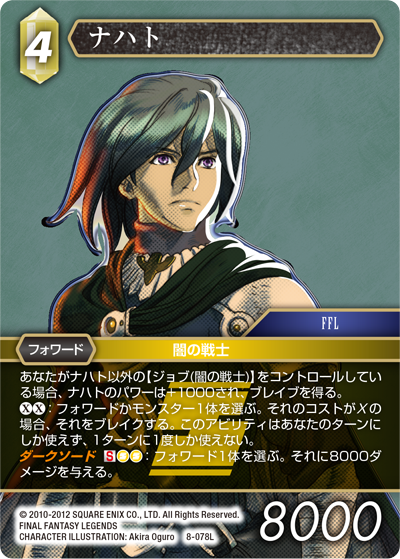 4
ナハト
FFL
フォワード
闇の戦士
あなたがナハト以外の【ジョブ(闇の戦士)】をコントロールしてい
る場合、ナハトのパワーは＋1000され、ブレイブを得る。
ⓍⓍ：フォワードかモンスター1体を選ぶ。それのコストがXの
場合、それをブレイクする。このアビリティはあなたのターンに
しか使えず、1ターンに1度しか使えない。
ダークソード S：フォワード1体を選ぶ。それに8000ダ
メージを与える。
© 2010-2012 SQUARE ENIX CO., LTD. All Rights Reserved.
FINAL FANTASY LEGENDS
CHARACTER ILLUSTRATION: Akira Oguro 8-078L
8000